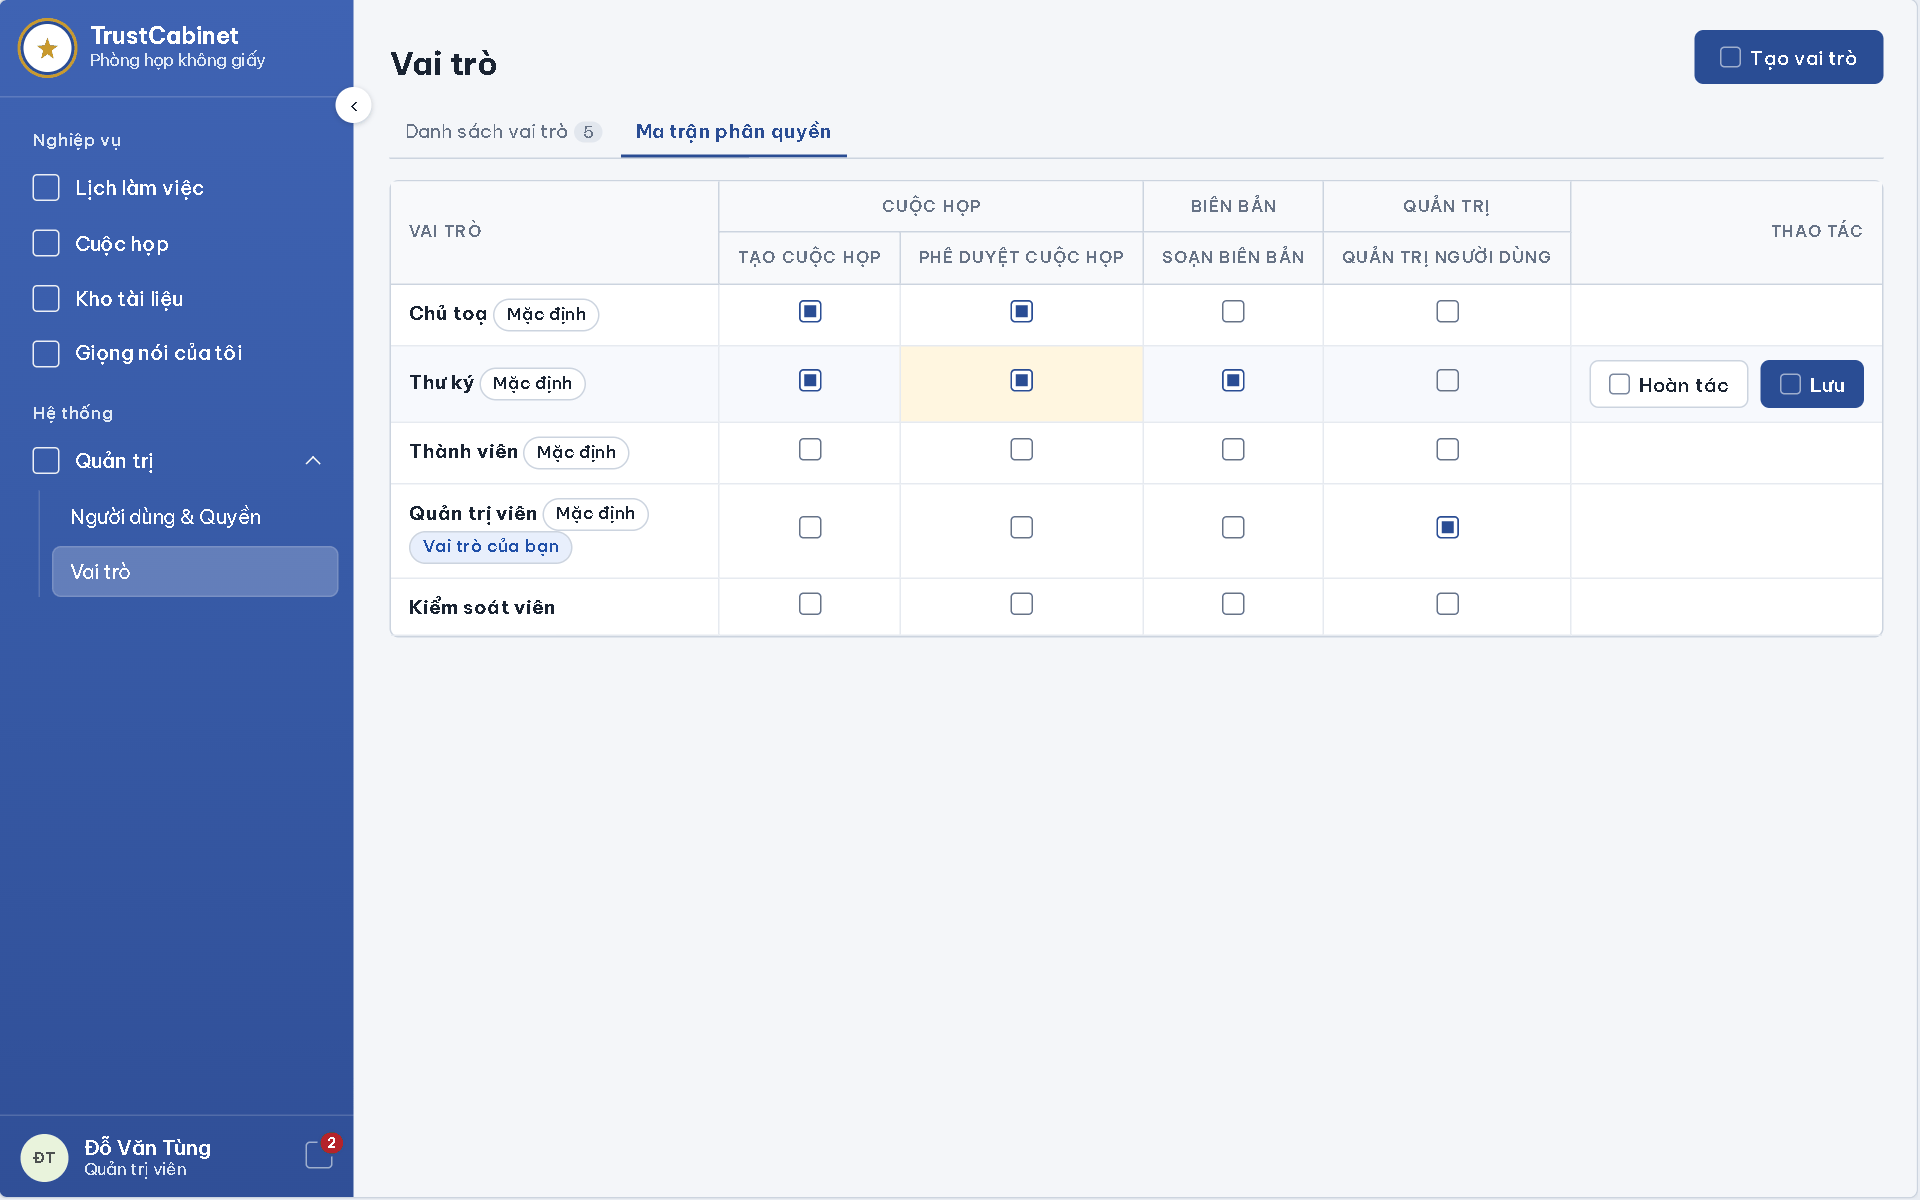 TrustCabinet
Phòng họp không giấy
Nghiệp vụ
Lịch làm việc
Cuộc họp
Kho tài liệu
Giọng nói của tôi
Hệ thống
Quản trị
Người dùng & Quyền
Vai trò
ĐT
Đỗ Văn Tùng
Quản trị viên
2
Vai trò
Tạo vai trò
Danh sách vai trò 5
Ma trận phân quyền
VAI TRÒ
CUỘC HỌP
BIÊN BẢN
QUẢN TRỊ
THAO TÁC
TẠO CUỘC HỌP
PHÊ DUYỆT CUỘC HỌP
SOẠN BIÊN BẢN
QUẢN TRỊ NGƯỜI DÙNG
Chủ toạ Mặc định
Thư ký Mặc định
Hoàn tác
Lưu
Thành viên Mặc định
Quản trị viên Mặc định
Vai trò của bạn
Kiểm soát viên